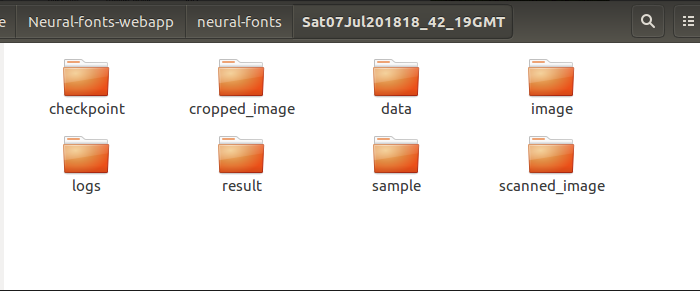 e Neural-fonts-webapp neural-fonts Sat07Jul201818_42_19GMT
checkpoint cropped_image data image
logs result sample scanned_image